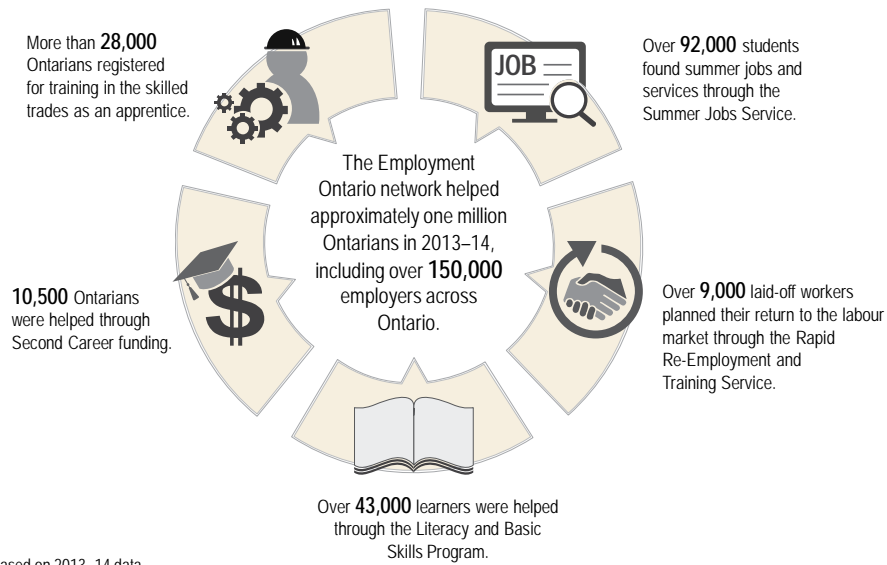 More than 28,000
Ontarians registered
for training in the skilled
trades as an apprentice.
JOB
Over 92,000 students
found summer jobs and
services through the
Summer Jobs Service.
The Employment
Ontario network helped
approximately one million
Ontarians in 2013–14,
including over 150,000
employers across
Ontario.
10,500 Ontarians
were helped through
Second Career funding.
Over 9,000 laid-off workers
planned their return to the labour
market through the Rapid
Re-Employment and
Training Service.
Over 43,000 learners were helped
through the Literacy and Basic
Skills Program.
on 2013–14 data